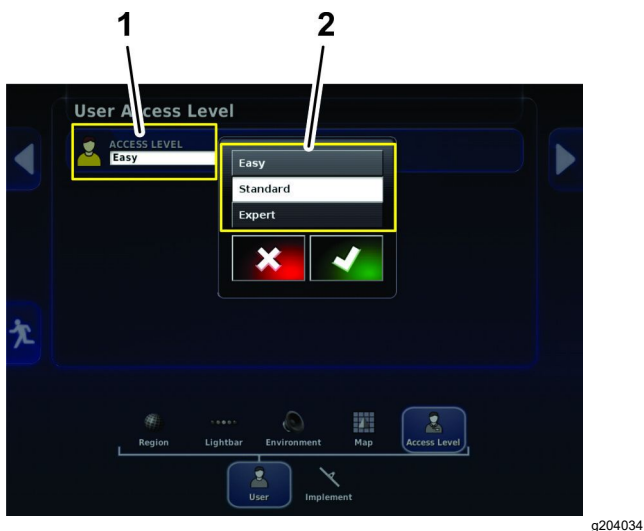 1 2
User Access Level
ACCESS LEVEL
Easy
Easy
Standard
Expert
Region Lightbar Environment Map Access Level
User Implement
g204034